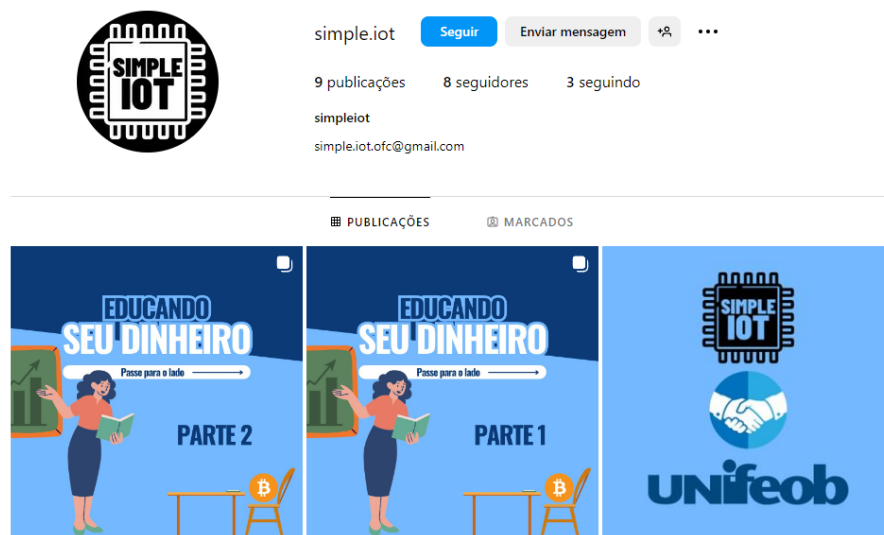 SIMPLE
IOT
simple.iot
Seguir
Enviar mensagem
9 publicações 8 seguidores 3 seguindo
simpleiot
simple.iot.ofc@gmail.com
PUBLICAÇÕES
MARCADOS
EDUCANDO
SEU DINHEIRO
Passe para o lado
PARTE 2
EDUCANDO
SEU DINHEIRO
Passe para o lado
PARTE 1
SIMPLE
IOT
UNifeob